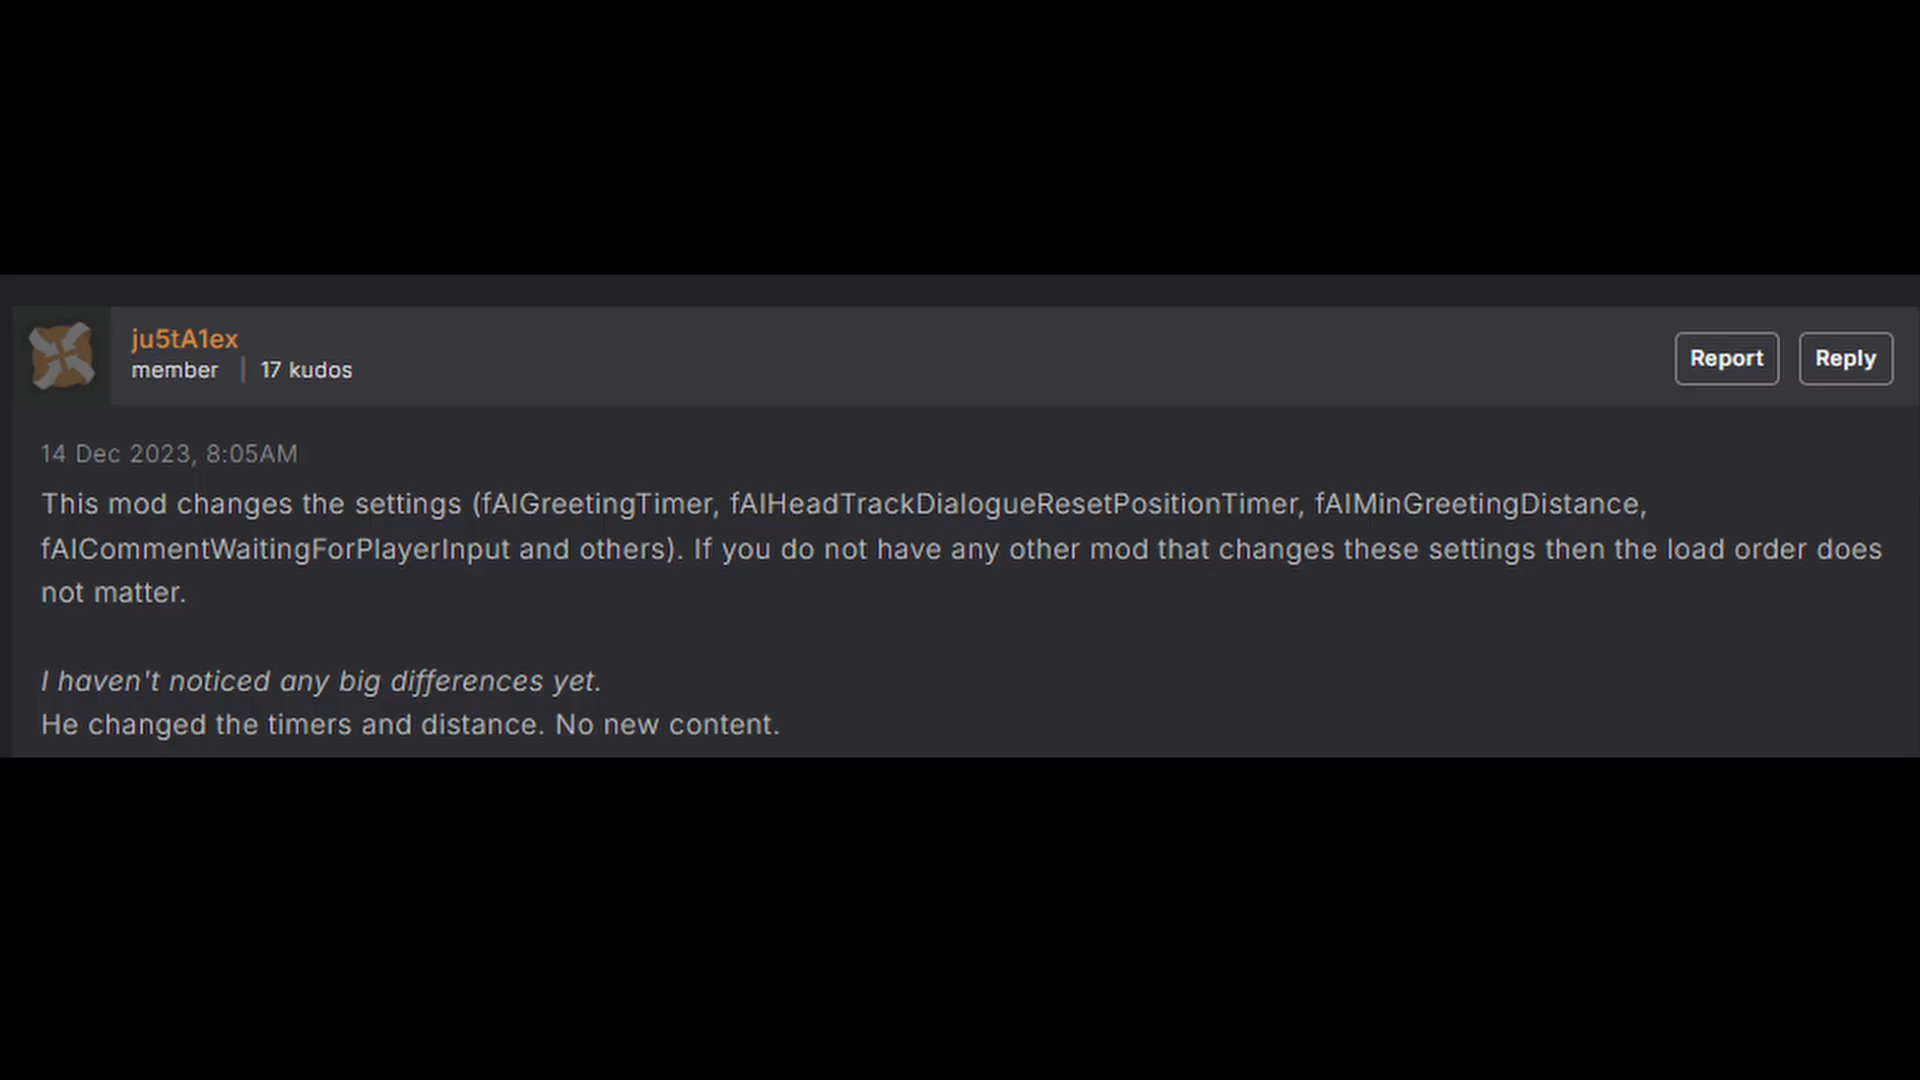 ju5tA1ex
member | 17 kudos
Report
Reply
14 Dec 2023, 8:05AM
This mod changes the settings (fAIGreetingTimer, fAIHeadTrackDialogueResetPositionTimer, fAIMinGreetingDistance,
fAICommentWaitingForPlayerInput and others). If you do not have any other mod that changes these settings then the load order does
not matter.
I haven't noticed any big differences yet.
He changed the timers and distance. No new content.